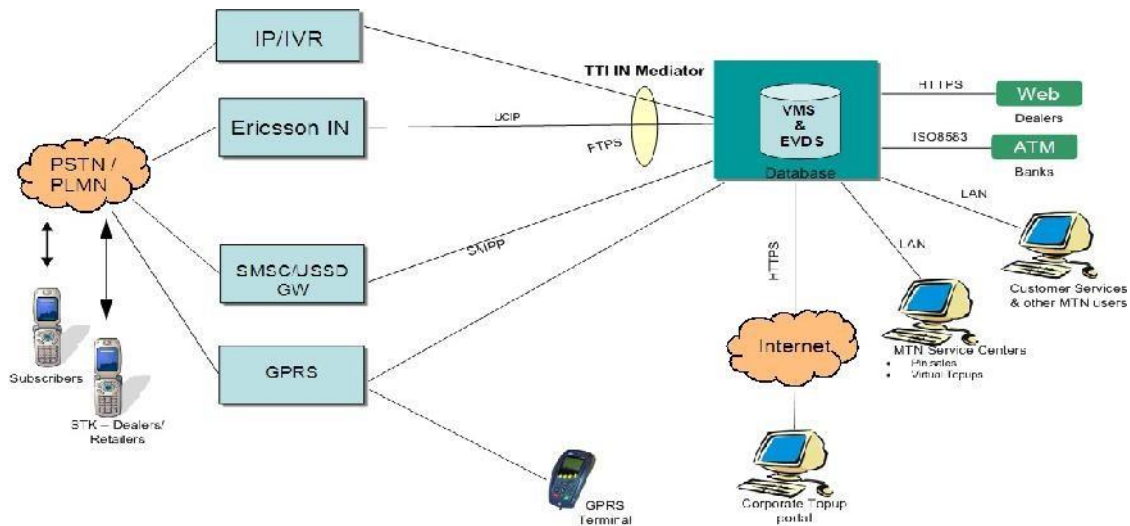 IP/IVR
TTI IN Mediator
Ericsson IN
UCIP
FTPS
VMS
&
EVDS
Database
HTTPS
Web
Dealers
ISO8583
ATM
Banks
PSTN /
PLMN
LAN
LAN
SMPP
HTTPS
SMSC/USSD
GW
Customer Services
& other MTN users
Internet
MTN Service Centers
• Pin sales
• Virtual Topups
GPRS
Subscribers
STK – Dealers/
Retailers
GPRS
Terminal
Corporate Topup
portal